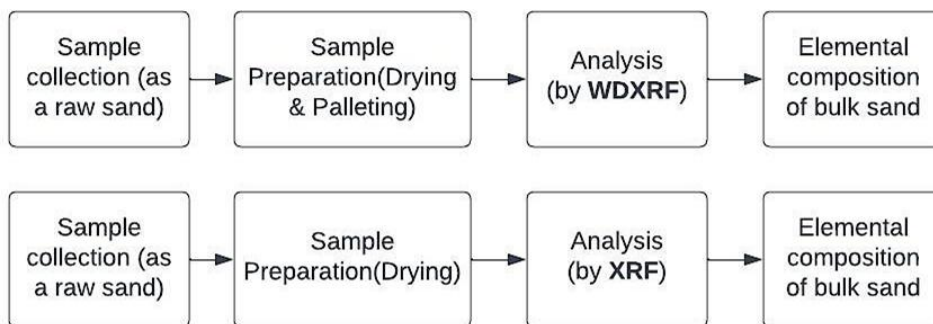 Sample
collection (as
a raw sand)
Sample
Preparation(Drying
& Palleting)
Analysis
(by WDXRF)
Elemental
composition
of bulk sand
Sample
collection (as
a raw sand)
Sample
Preparation(Drying)
Analysis
(by XRF)
Elemental
composition
of bulk sand